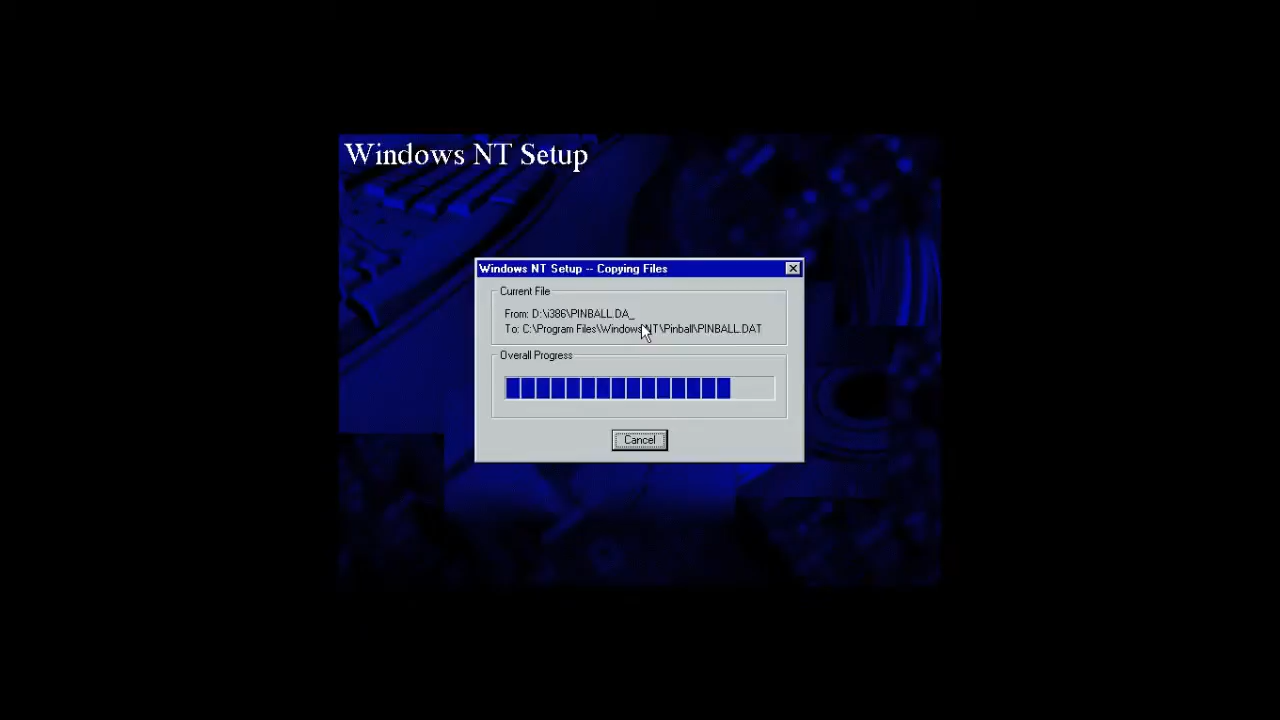 Windows NT Setup
Windows NT Setup -- Copying Files
Current File
From: D:\i386\PINBALL.DA_
To: C:\Program Files\Windows NT\Pinball\PINBALL.DAT
Overall Progress
Cancel